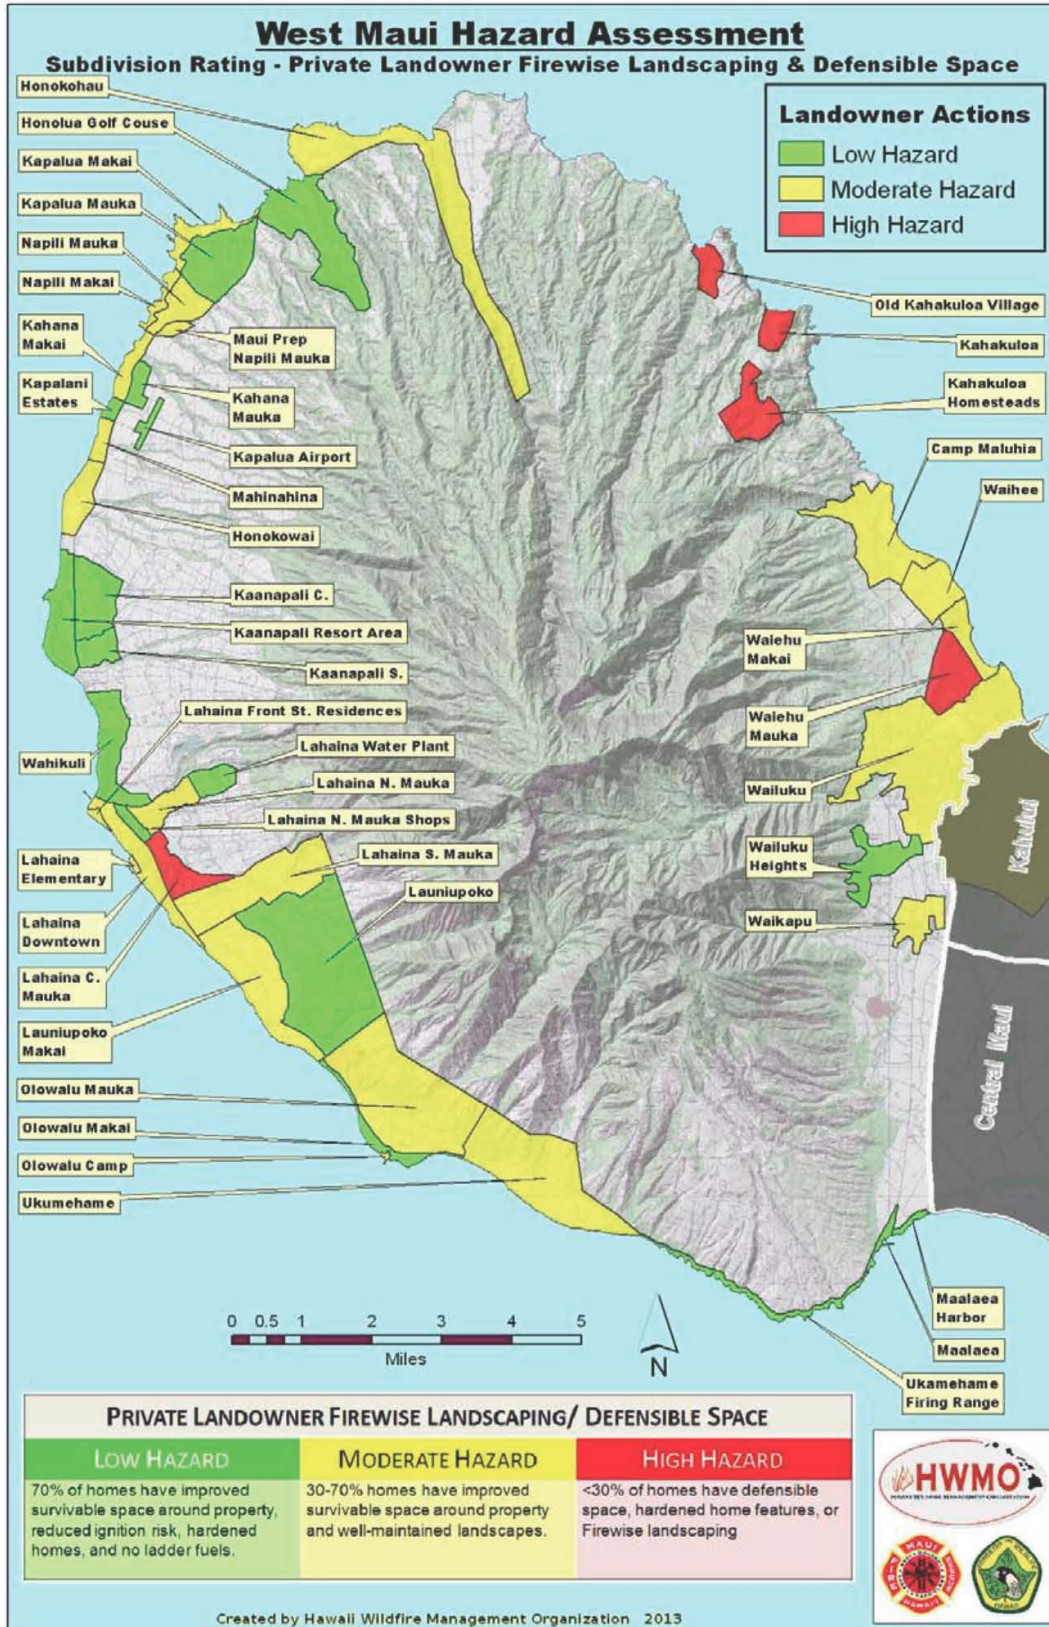 West Maui Hazard Assessment
Subdivision Rating - Private Landowner Firewise Landscaping & Defensible Space
Landowner Actions
Low Hazard
Moderate Hazard
High Hazard
Honokohau
Honolua Golf Couse
Kapalua Makai
Kapalua Mauka
Napili Mauka
Napili Makai
Kahana
Makai
Kapalani
Estates
Maui Prep
Napili Mauka
Kahana
Mauka
Kapalua Airport
Mahinahina
Honokowai
Kaanapali C.
Kaanapali Resort Area
Kaanapali S.
Lahaina Front St. Residences
Wahikuli
Lahaina Water Plant
Lahaina N. Mauka
Lahaina N. Mauka Shops
Lahaina S. Mauka
Launiupoko
Lahaina
Elementary
Lahaina
Downtown
Lahaina C.
Mauka
Launiupoko
Makai
Olowalu Mauka
Olowalu Makai
Olowalu Camp
Ukumehame
Old Kahakuloa Village
Kahakuloa
Kahakuloa
Homesteads
Camp Maluhia
Waihee
Waiehu
Makai
Waiehu
Mauka
Wailuku
Wailuku
Heights
Waikapu
Kahului
Central Maui
Maalaea
Harbor
Maalaea
Ukamehame
Firing Range
0 0.5 1 2 3 4 5
Miles
N
PRIVATE LANDOWNER FIREWISE LANDSCAPING/ DEFENSIBLE SPACE
LOW HAZARD
70% of homes have improved
survivable space around property,
reduced ignition risk, hardened
homes, and no ladder fuels.
MODERATE HAZARD
30-70% homes have improved
survivable space around property
and well-maintained landscapes.
HIGH HAZARD
<30% of homes have defensible
space, hardened home features, or
Firewise landscaping
HWMO
MAUI
FIRE
HAWAII
Created by Hawaii Wildfire Management Organization 2013